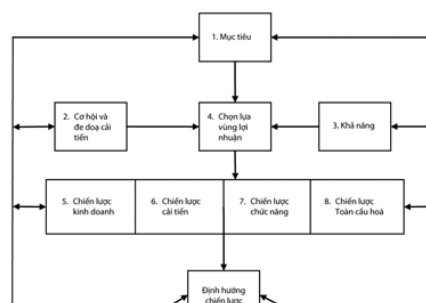 1. Mục tiêu
2. Cơ hội và
đe doạ cải
tiến
4. Chọn lựa
vùng lợi
nhuận
3. Khả năng
5. Chiến lược
kinh doanh
6. Chiến lược
cải tiến
7. Chiến lược
chức năng
8. Chiến lược
Toàn cầu hoá
Định hướng
chiến lược